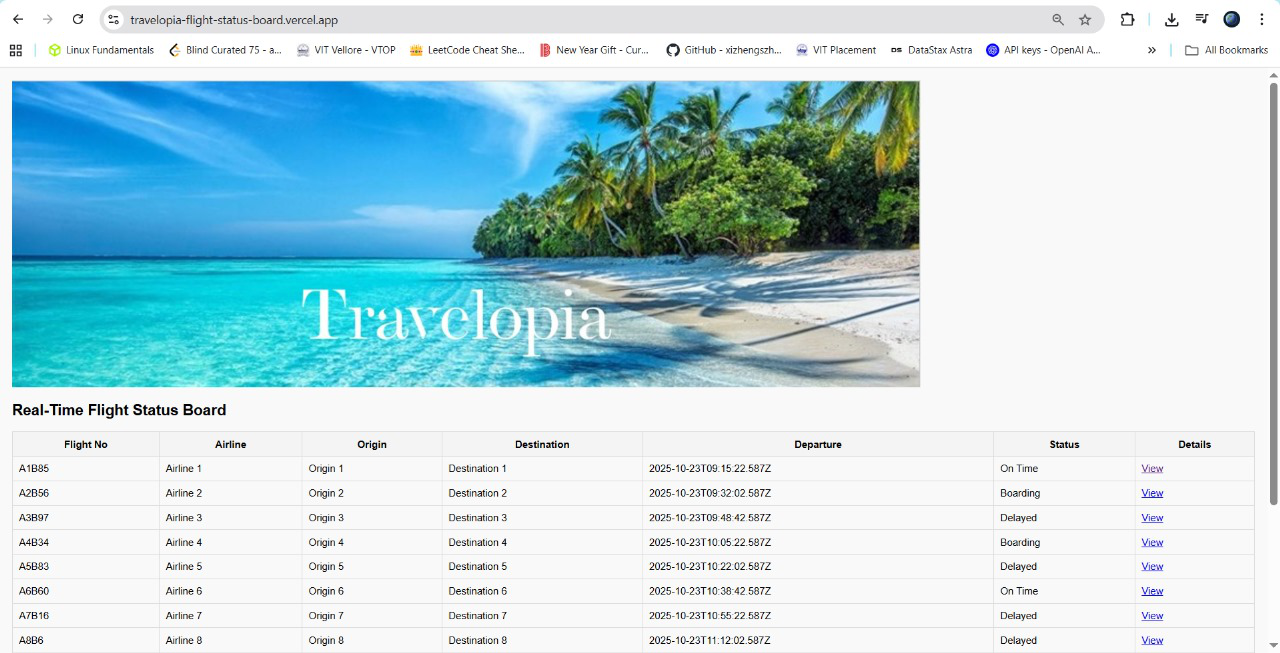 travelopia-flight-status-board.vercel.app
Linux Fundamentals Blind Curated 75 - a... VIT Vellore - VTOP LeetCode Cheat She... New Year Gift - Cur... GitHub - xizhengszh... VIT Placement DS DataStax Astra API keys - OpenAI A... » All Bookmarks
Travelopia
Real-Time Flight Status Board
Flight No Airline Origin Destination Departure Status Details
A1B85 Airline 1 Origin 1 Destination 1 2025-10-23T09:15:22.587Z On Time View
A2B56 Airline 2 Origin 2 Destination 2 2025-10-23T09:32:02.587Z Boarding View
A3B97 Airline 3 Origin 3 Destination 3 2025-10-23T09:48:42.587Z Delayed View
A4B34 Airline 4 Origin 4 Destination 4 2025-10-23T10:05:22.587Z Boarding View
A5B83 Airline 5 Origin 5 Destination 5 2025-10-23T10:22:02.587Z Delayed View
A6B60 Airline 6 Origin 6 Destination 6 2025-10-23T10:38:42.587Z On Time View
A7B16 Airline 7 Origin 7 Destination 7 2025-10-23T10:55:22.587Z Delayed View
A8B6 Airline 8 Origin 8 Destination 8 2025-10-23T11:12:02.587Z Delayed View